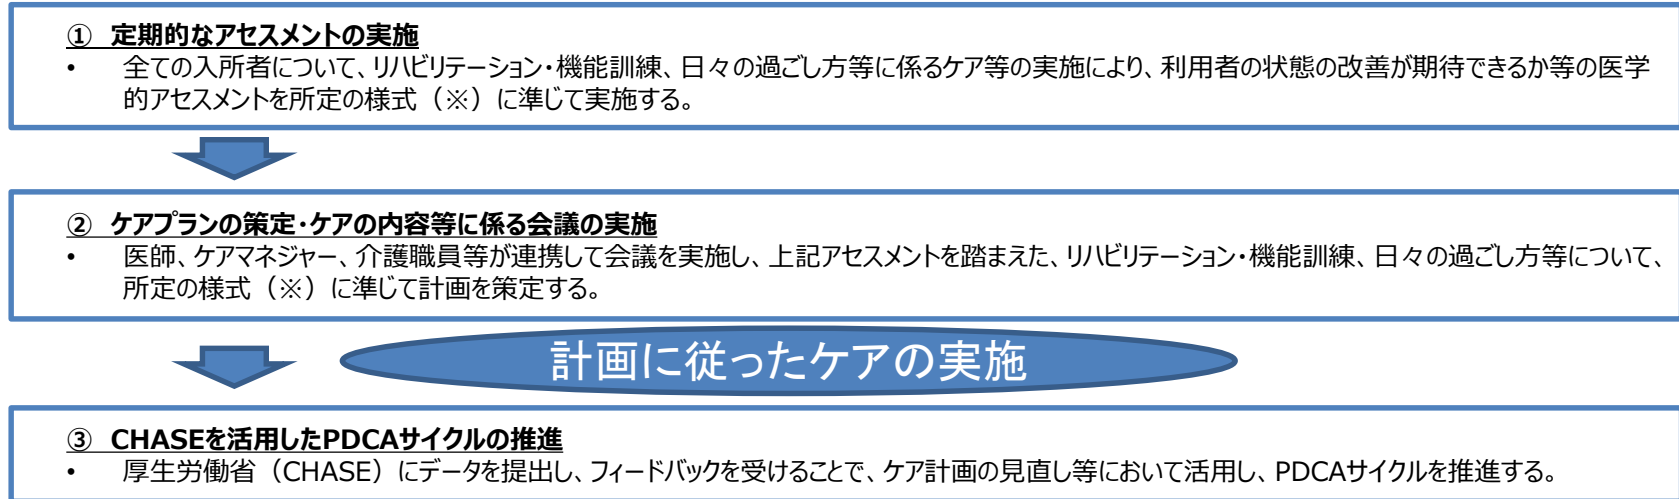 ① 定期的なアセスメントの実施
• 全ての入所者について、リハビリテーション・機能訓練、日々の過ごし方等に係るケア等の実施により、利用者の状態の改善が期待できるか等の医学
的アセスメントを所定の様式（※）に準じて実施する。
② ケアプランの策定・ケアの内容等に係る会議の実施
• 医師、ケアマネジャー、介護職員等が連携して会議を実施し、上記アセスメントを踏まえた、リハビリテーション・機能訓練、日々の過ごし方等について、
所定の様式（※）に準じて計画を策定する。
計画に従ったケアの実施
③ CHASEを活用したPDCAサイクルの推進
• 厚生労働省（CHASE）にデータを提出し、フィードバックを受けることで、ケア計画の見直し等において活用し、PDCAサイクルを推進する。